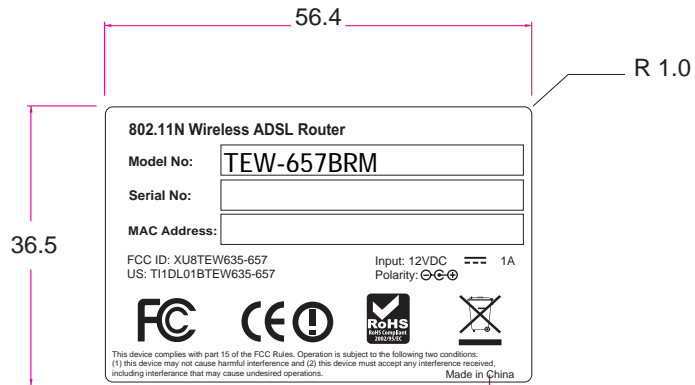 56.4
R 1.0
36.5
802.11N Wireless ADSL Router
Model No: TEW-657BRM
Serial No:
MAC Address:
FCC ID: XU8TEW635-657
US: TI1DL01BTEW635-657
Input: 12VDC 1A
Polarity:
FC CE
RoHS
RoHS Compliant
2002/95/EC
This device complies with part 15 of the FCC Rules. Operation is subject to the following two conditions:
(1) this device may not cause harmful interference and (2) this device must accept any interference received,
including interferance that may cause undesired operations.
Made in China